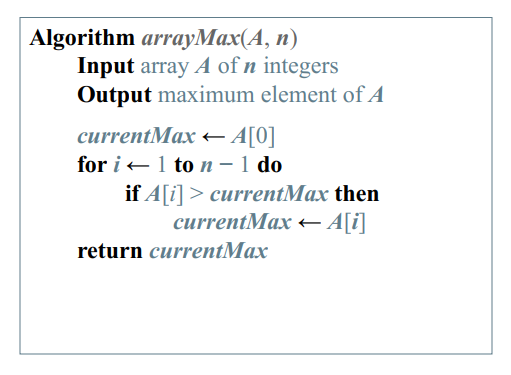 Algorithm arrayMax(A, n)
Input array A of n integers
Output maximum element of A
currentMax ← A[0]
for i ← 1 to n − 1 do
if A[i] > currentMax then
currentMax ← A[i]
return currentMax